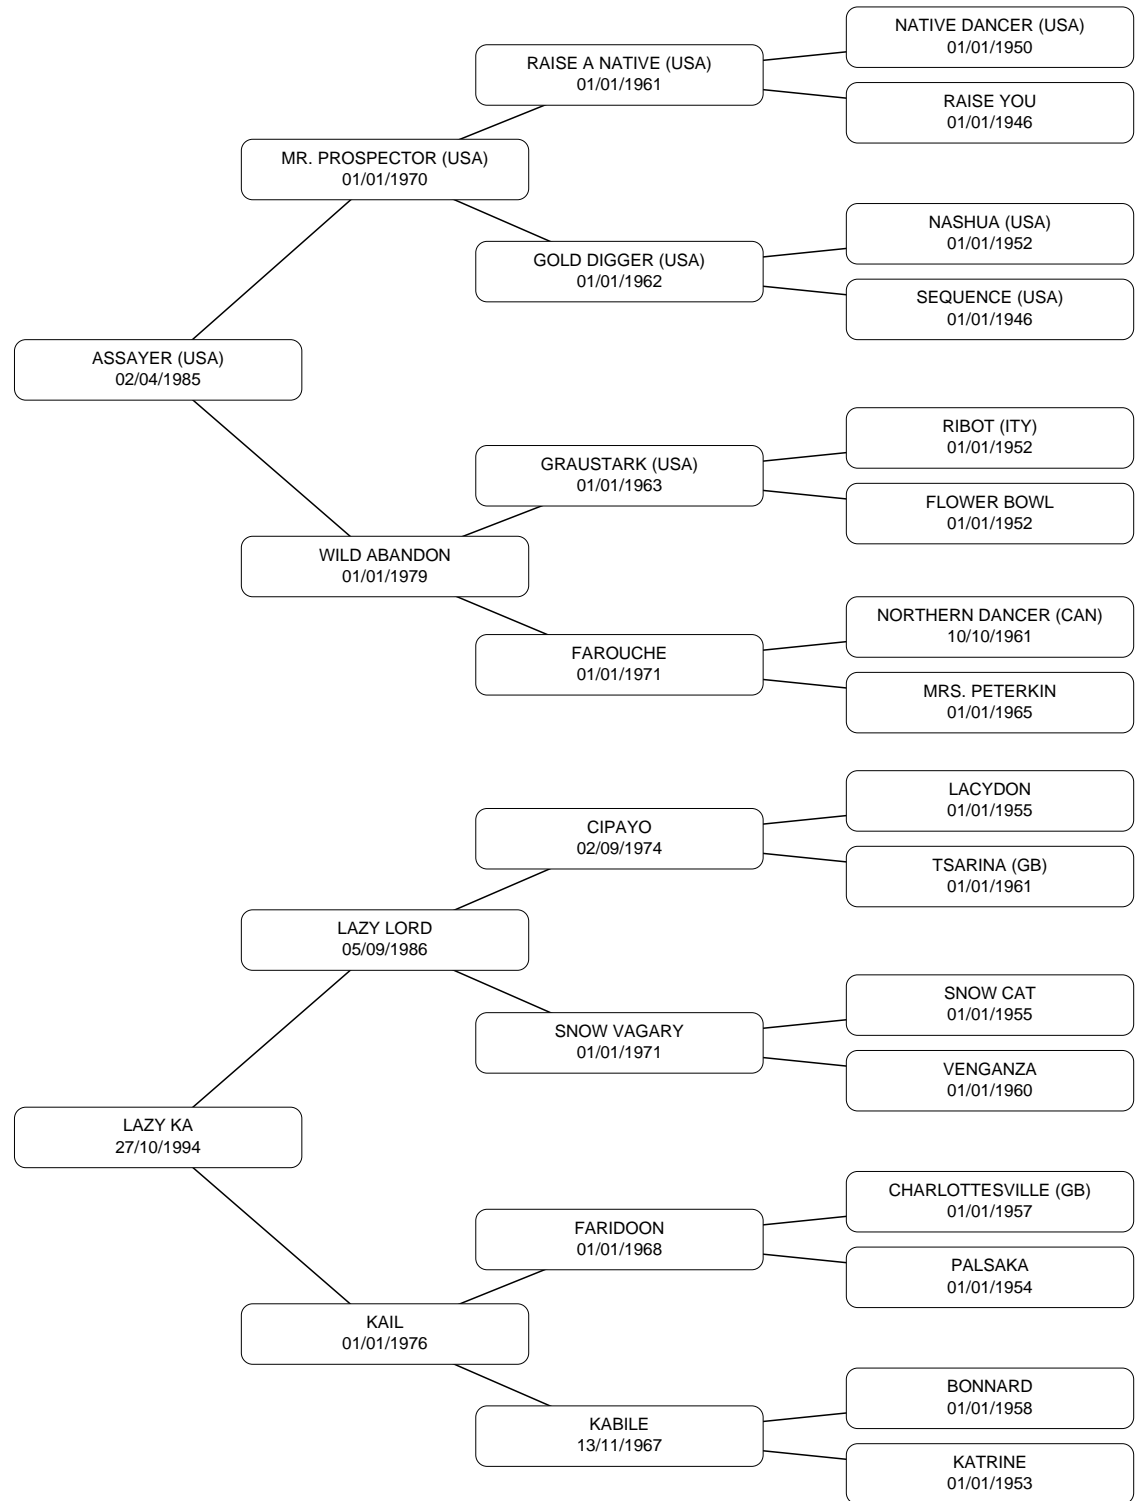 NATIVE DANCER (USA)
01/01/1950
RAISE A NATIVE (USA)
01/01/1961
RAISE YOU
01/01/1946
MR. PROSPECTOR (USA)
01/01/1970
NASHUA (USA)
01/01/1952
GOLD DIGGER (USA)
01/01/1962
SEQUENCE (USA)
01/01/1946
ASSAYER (USA)
02/04/1985
RIBOT (ITY)
01/01/1952
GRAUSTARK (USA)
01/01/1963
FLOWER BOWL
01/01/1952
WILD ABANDON
01/01/1979
NORTHERN DANCER (CAN)
10/10/1961
FAROUCHE
01/01/1971
MRS. PETERKIN
01/01/1965
LACYDON
01/01/1955
CIPAYO
02/09/1974
TSARINA (GB)
01/01/1961
LAZY LORD
05/09/1986
SNOW CAT
01/01/1955
SNOW VAGARY
01/01/1971
VENGANZA
01/01/1960
LAZY KA
27/10/1994
CHARLOTTESVILLE (GB)
01/01/1957
FARIDOON
01/01/1968
PALSAKA
01/01/1954
KAIL
01/01/1976
BONNARD
01/01/1958
KABILE
13/11/1967
KATRINE
01/01/1953